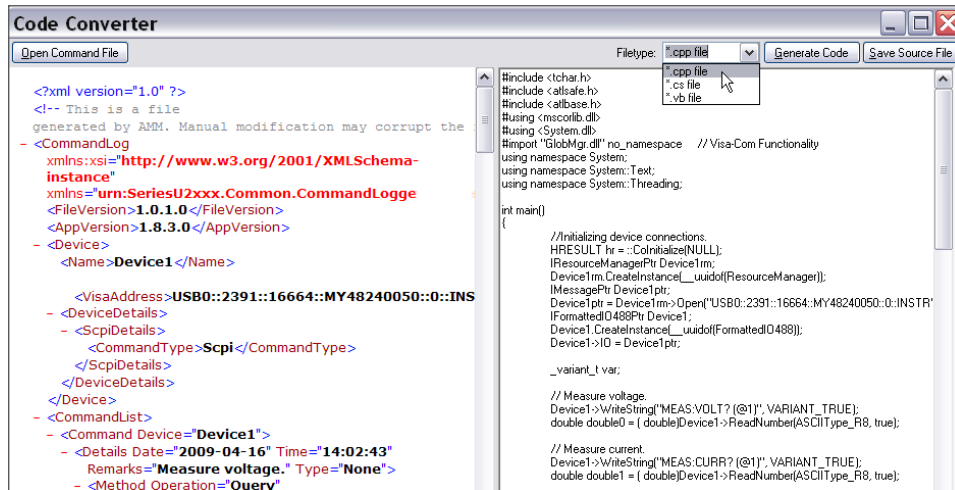 Code Converter
Open Command File
Filetype:
*.cpp file
Generate Code
Save Source File
*.cpp file
*.cs file
*.vb file
<?xml version="1.0" ?>
<!-- This is a file
generated by AMM. Manual modification may corrupt the
- <CommandLog
xmlns:xsi="http://www.w3.org/2001/XMLSchema-
instance"
xmlns="urn:SeriesU2xxx.Common.CommandLogge
<FileVersion>1.0.1.0</FileVersion>
<AppVersion>1.8.3.0</AppVersion>
- <Device>
<Name>Device1</Name>
<VisaAddress>USB0::2391::16664::MY48240050::0::INS
- <DeviceDetails>
- <ScpiDetails>
<CommandType>Scpi</CommandType>
</ScpiDetails>
</DeviceDetails>
</Device>
- <CommandList>
- <Command Device="Device1">
- <Details Date="2009-04-16" Time="14:02:43"
Remarks="Measure voltage." Type="None">
- <Method Operation="Query"
#include <tchar.h>
#include <atlsafe.h>
#include <atlbase.h>
#using <mscorlib.dll>
#using <System.dll>
#import "GlobMgr.dll" no_namespace // Visa-Com Functionality
using namespace System;
using namespace System::Text;
using namespace System::Threading;
int main()
{
//Initializing device connections.
HRESULT hr = ::CoInitialize(NULL);
IResourceManagerPtr Device1rm;
Device1rm.CreateInstance(__uuidof(ResourceManager));
IMessagePtr Device1ptr;
Device1ptr = Device1rm->Open("USB0::2391::16664::MY48240050::0::INSTR"
IFormattedIO488Ptr Device1;
Device1.CreateInstance(__uuidof(FormattedIO488));
Device1->IO = Device1ptr;
_variant_t var;
// Measure voltage.
Device1->WriteString("MEAS:VOLT? (@1)", VARIANT_TRUE);
double double0 = ( double)Device1->ReadNumber(ASCIIType_R8, true);
// Measure current.
Device1->WriteString("MEAS:CURR? (@1)", VARIANT_TRUE);
double double1 = ( double)Device1->ReadNumber(ASCIIType_R8, true);